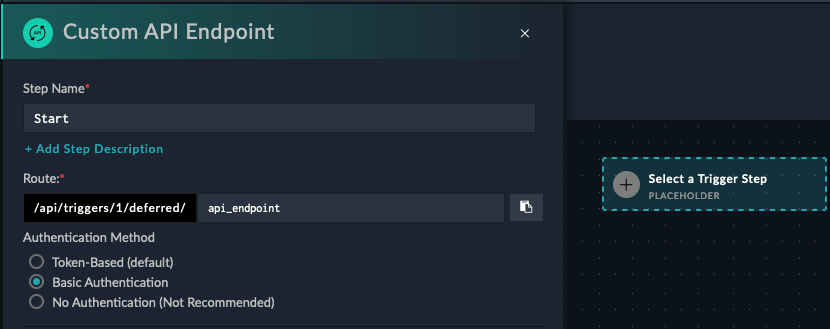 Custom API Endpoint
Step Name*
Start
+ Add Step Description
Route:*
/api/triggers/1/deferred/ api_endpoint
Authentication Method
Token-Based (default)
Basic Authentication
No Authentication (Not Recommended)
Select a Trigger Step
PLACEHOLDER